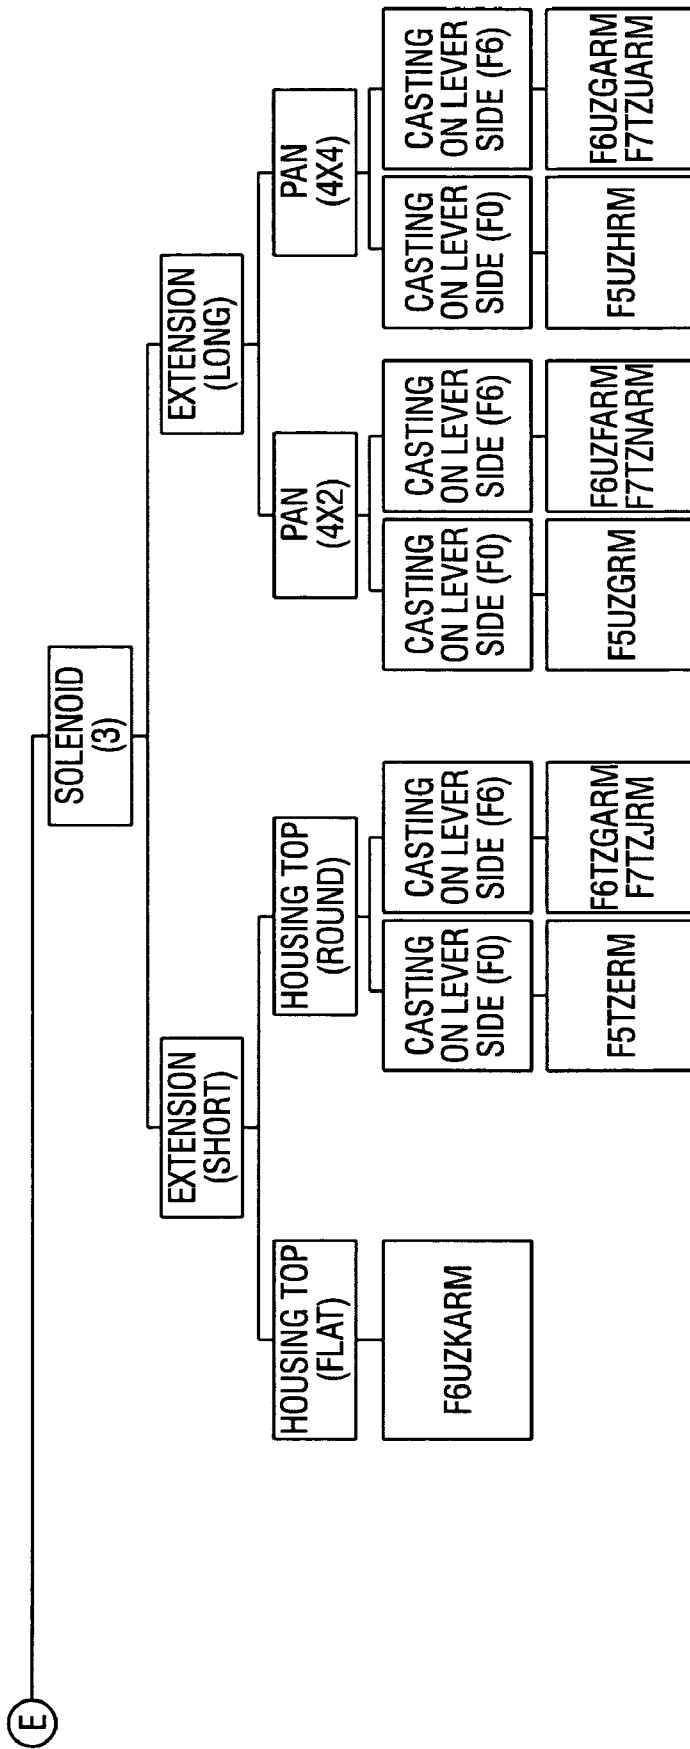 E
SOLENOID
(3)
EXTENSION
(SHORT)
EXTENSION
(LONG)
HOUSING TOP
(FLAT)
HOUSING TOP
(ROUND)
PAN
(4X2)
PAN
(4X4)
F6UZKARM
CASTING
ON LEVER
SIDE (F0)
CASTING
ON LEVER
SIDE (F6)
CASTING
ON LEVER
SIDE (F0)
CASTING
ON LEVER
SIDE (F6)
CASTING
ON LEVER
SIDE (F0)
CASTING
ON LEVER
SIDE (F6)
F5TZERM
F6TZGARM
F7TZJRM
F5UZGRM
F6UZFARM
F7TZNARM
F5UZHRM
F6UZGARM
F7TZUARM